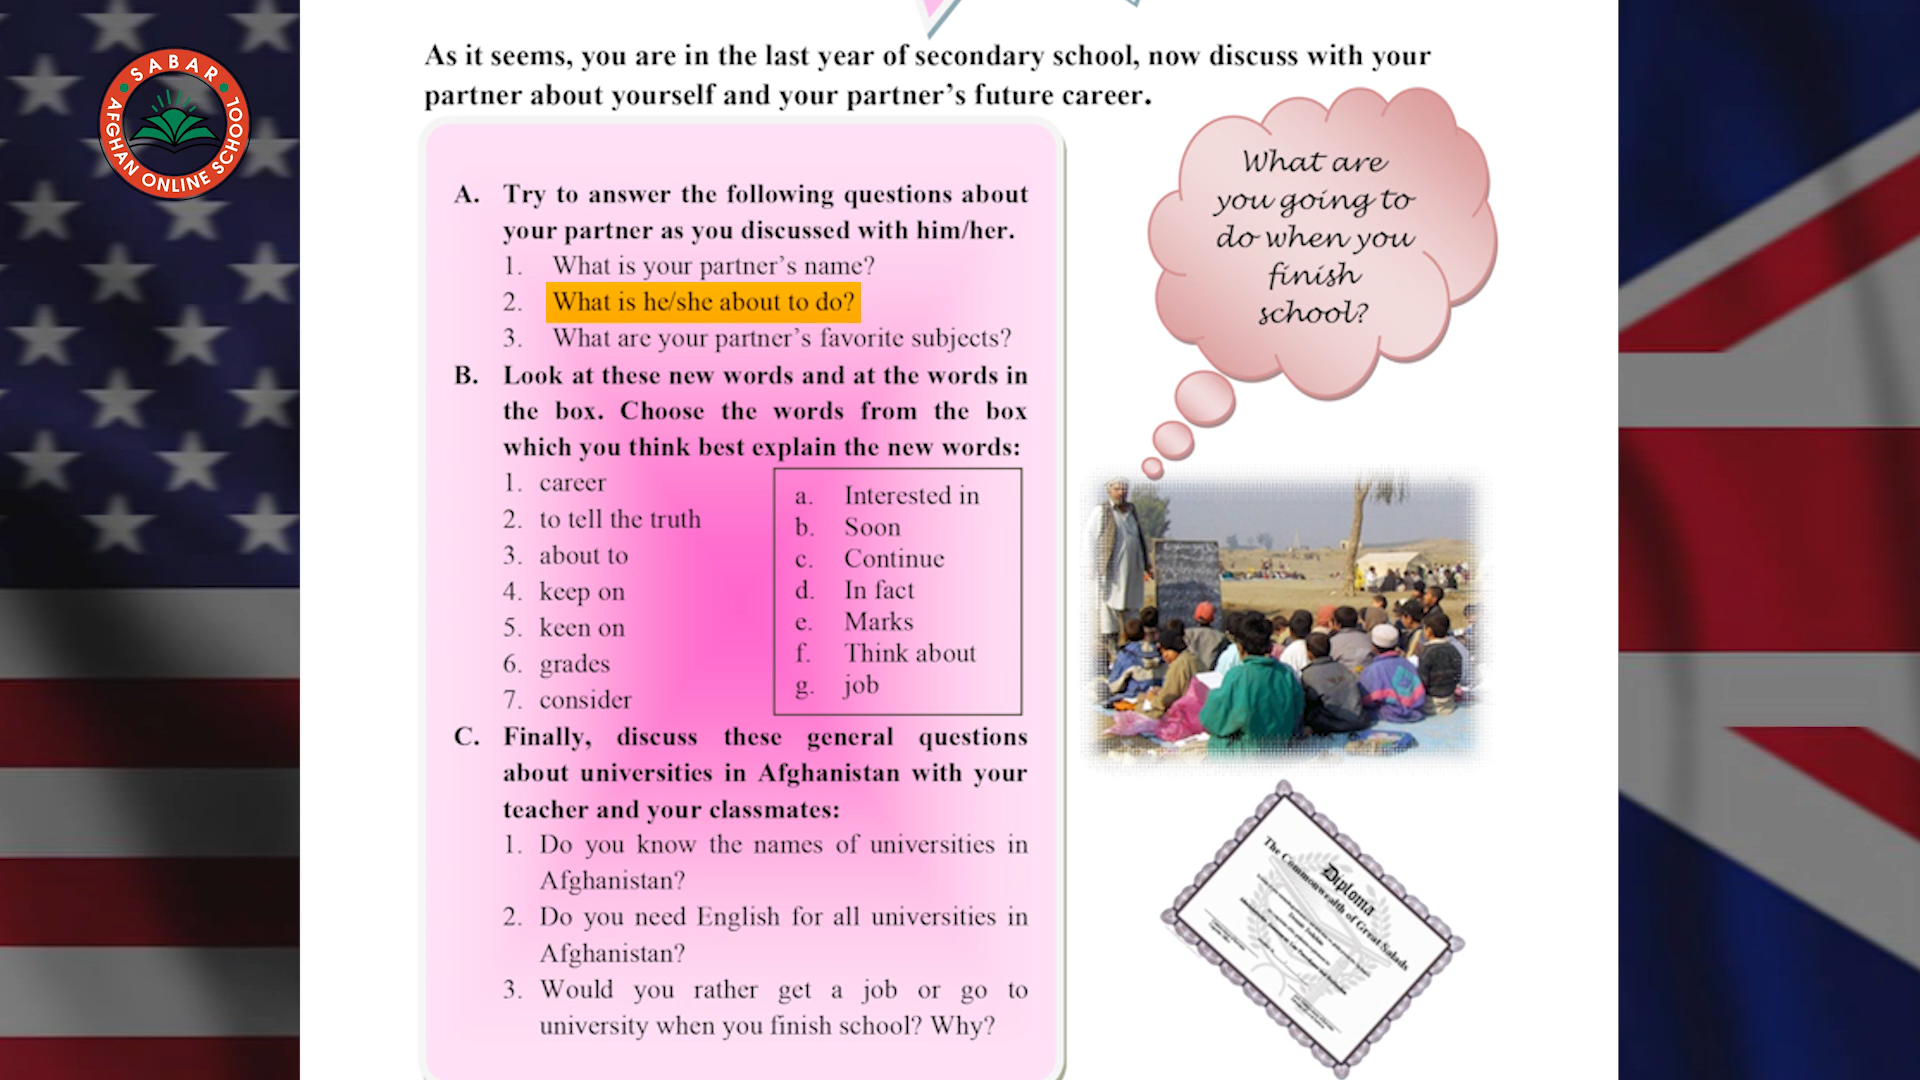 SABAR
AFGHAN ONLINE SCHOOL
As it seems, you are in the last year of secondary school, now discuss with your
partner about yourself and your partner's future career.
A. Try to answer the following questions about
your partner as you discussed with him/her.
1. What is your partner's name?
2. What is he/she about to do?
3. What are your partner's favorite subjects?
B. Look at these new words and at the words in
the box. Choose the words from the box
which you think best explain the new words:
1. career
2. to tell the truth
3. about to
4. keep on
5. keen on
6. grades
7. consider
a. Interested in
b. Soon
c. Continue
d. In fact
e. Marks
f. Think about
g. job
C. Finally, discuss these general questions
about universities in Afghanistan with your
teacher and your classmates:
1. Do you know the names of universities in
Afghanistan?
2. Do you need English for all universities in
Afghanistan?
3. Would you rather get a job or go to
university when you finish school? Why?
What are
you going to
do when you
finish
school?
Diploma
The Commonwealth of Great Salads